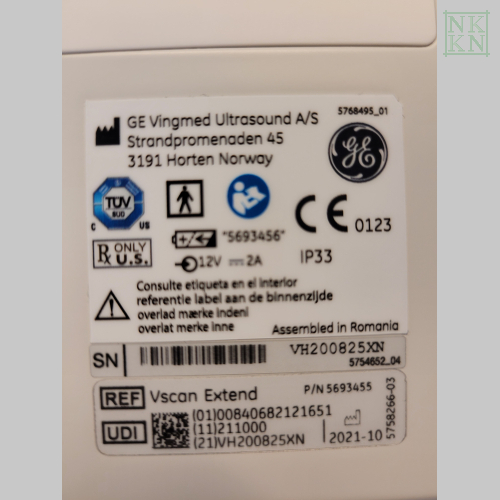 NK
KN
GE Vingmed Ultrasound A/S
Strandpromenaden 45
3191 Horten Norway
5768495_01
GE
TÜV
SUD
C US
CE 0123
Rx ONLY
U.S.
"5693456"
12V 2A
IP33
Consulte etiqueta en el interior
referentie label aan de binnenzijde
overlad mærke indeni
overlat merke inne
Assembled in Romania
SN
VH200825XN
5754652_04
REF Vscan Extend
P/N 5693455
UDI
(01)00840682121651
(11)211000
(21)VH200825XN
2021-10
5758266-03